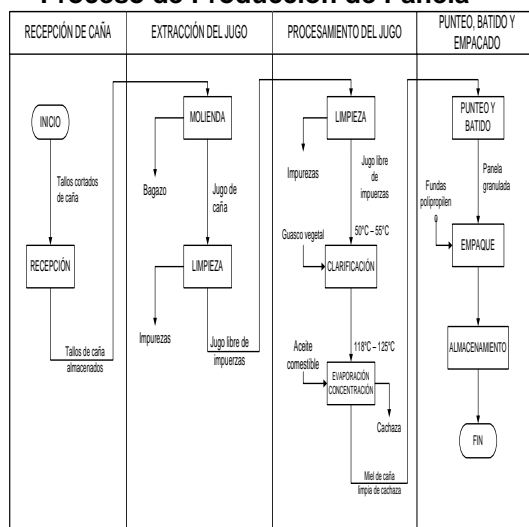 Proceso de Producción de Panela
RECEPCIÓN DE CAÑA
EXTRACCIÓN DEL JUGO
PROCESAMIENTO DEL JUGO
PUNTEO, BATIDO Y
EMPACADO
INICIO
Tallos cortados
de caña
RECEPCIÓN
Tallos de caña
almacenados
MOLIENDA
Bagazo
Jugo de
caña
LIMPIEZA
Impurezas
Jugo libre de
impuerzas
LIMPIEZA
Impurezas
Jugo libre
de
impuerzas
50°C – 55°C
Guasco vegetal
CLARIFICACIÓN
118°C – 125°C
Aceite
comestible
EVAPORACIÓN
CONCENTRACIÓN
Cachaza
Miel de caña
limpia de cachaza
PUNTEO Y
BATIDO
Panela
granulada
Fundas
polipropilen
o
EMPAQUE
ALMACENAMIENTO
FIN